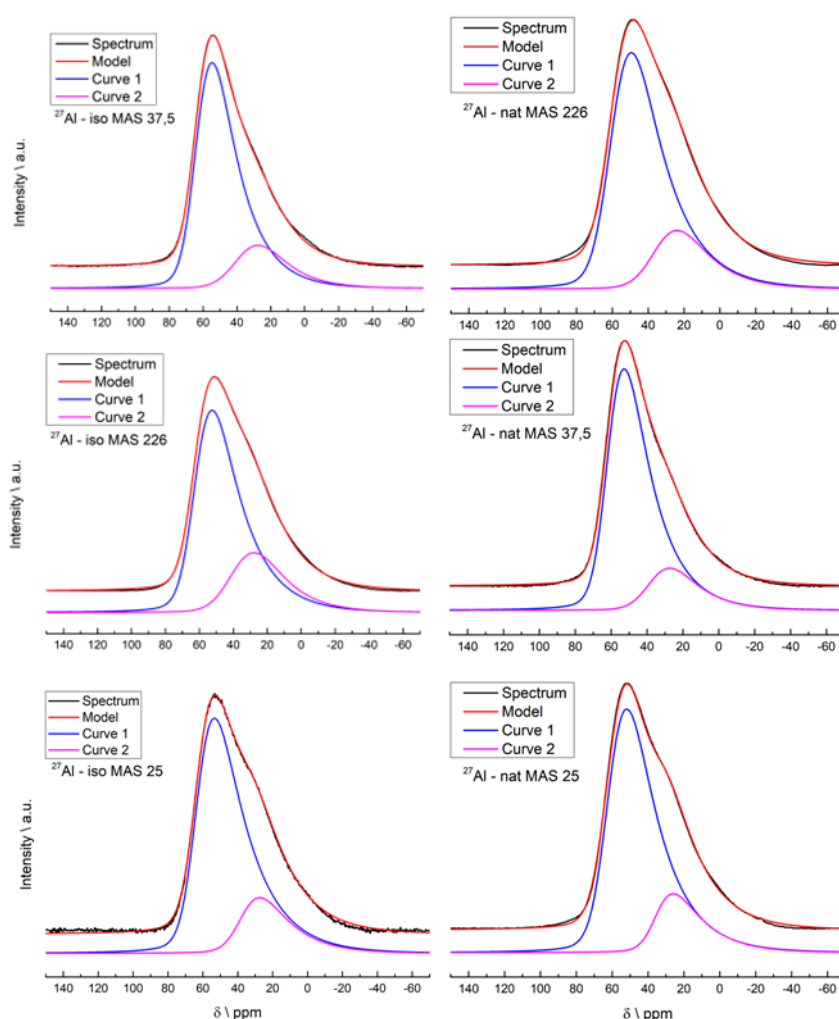 Spectrum
Model
Curve 1
Curve 2
²⁷Al - iso MAS 37,5
Intensity \ a.u.
140 120 100 80 60 40 20 0 -20 -40 -60
Spectrum
Model
Curve 1
Curve 2
²⁷Al - nat MAS 226
140 120 100 80 60 40 20 0 -20 -40 -60
Spectrum
Model
Curve 1
Curve 2
²⁷Al - iso MAS 226
Intensity \ a.u.
140 120 100 80 60 40 20 0 -20 -40 -60
Spectrum
Model
Curve 1
Curve 2
²⁷Al - nat MAS 37,5
140 120 100 80 60 40 20 0 -20 -40 -60
Spectrum
Model
Curve 1
Curve 2
²⁷Al - iso MAS 25
Intensity \ a.u.
140 120 100 80 60 40 20 0 -20 -40 -60
δ \ ppm
Spectrum
Model
Curve 1
Curve 2
²⁷Al - nat MAS 25
140 120 100 80 60 40 20 0 -20 -40 -60
δ \ ppm